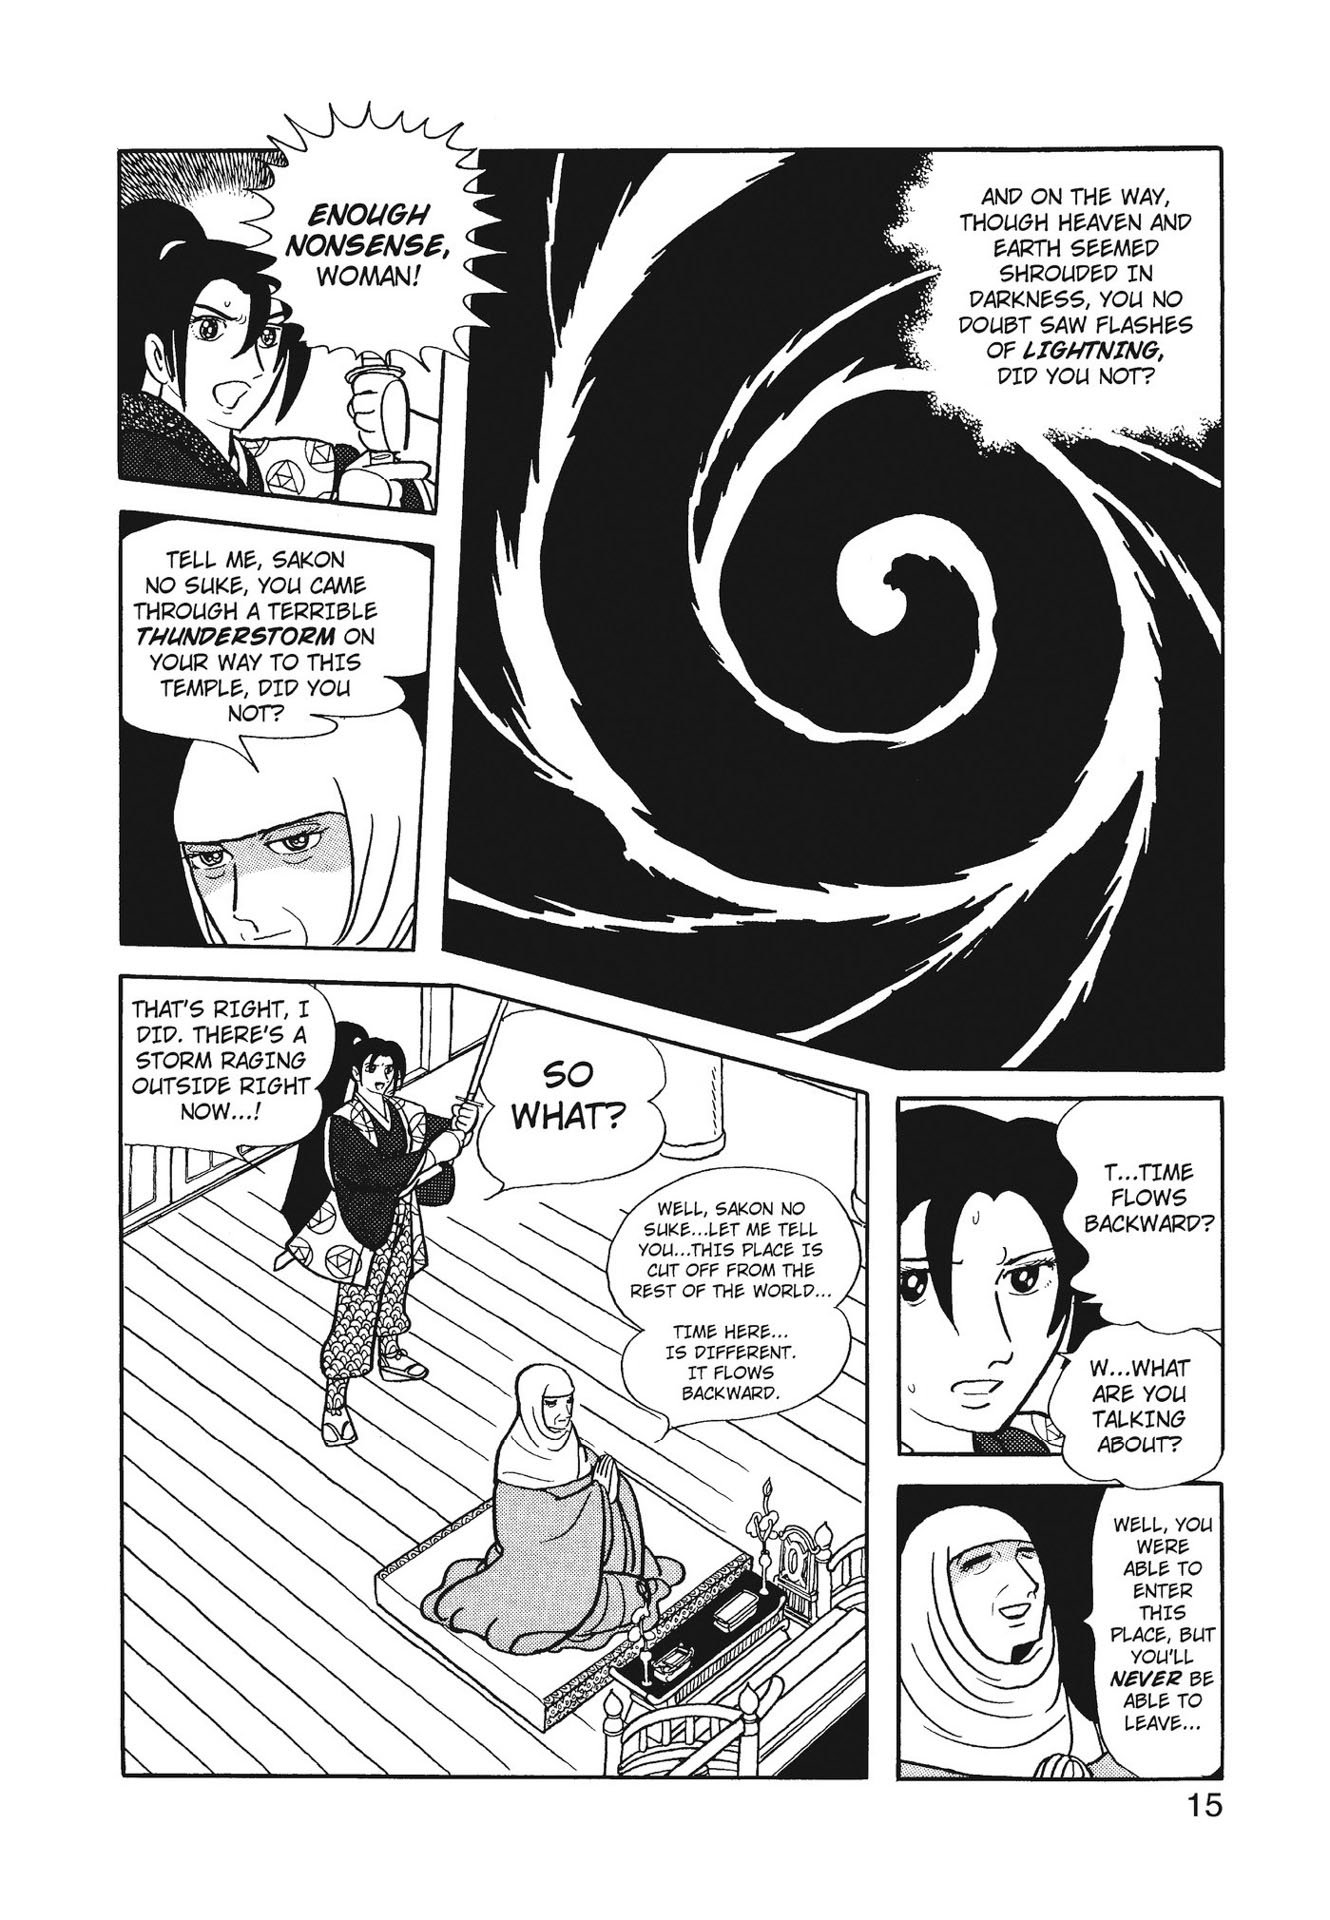 ENOUGH
NONSENSE,
WOMAN!
TELL ME, SAKON
NO SUKE, YOU CAME
THROUGH A TERRIBLE
THUNDERSTORM ON
YOUR WAY TO THIS
TEMPLE, DID YOU
NOT?
AND ON THE WAY,
THOUGH HEAVEN AND
EARTH SEEMED
SHROUDED IN
DARKNESS, YOU NO
DOUBT SAW FLASHES
OF LIGHTNING,
DID YOU NOT?
THAT'S RIGHT, I
DID. THERE'S A
STORM RAGING
OUTSIDE RIGHT
NOW...!
SO
WHAT?
WELL, SAKON NO
SUKE...LET ME TELL
YOU...THIS PLACE IS
CUT OFF FROM THE
REST OF THE WORLD...
TIME HERE...
IS DIFFERENT.
IT FLOWS
BACKWARD.
T...TIME
FLOWS
BACKWARD?
W...WHAT
ARE YOU
TALKING
ABOUT?
WELL, YOU
WERE
ABLE TO
ENTER
THIS
PLACE, BUT
YOU'LL
NEVER BE
ABLE TO
LEAVE...
15